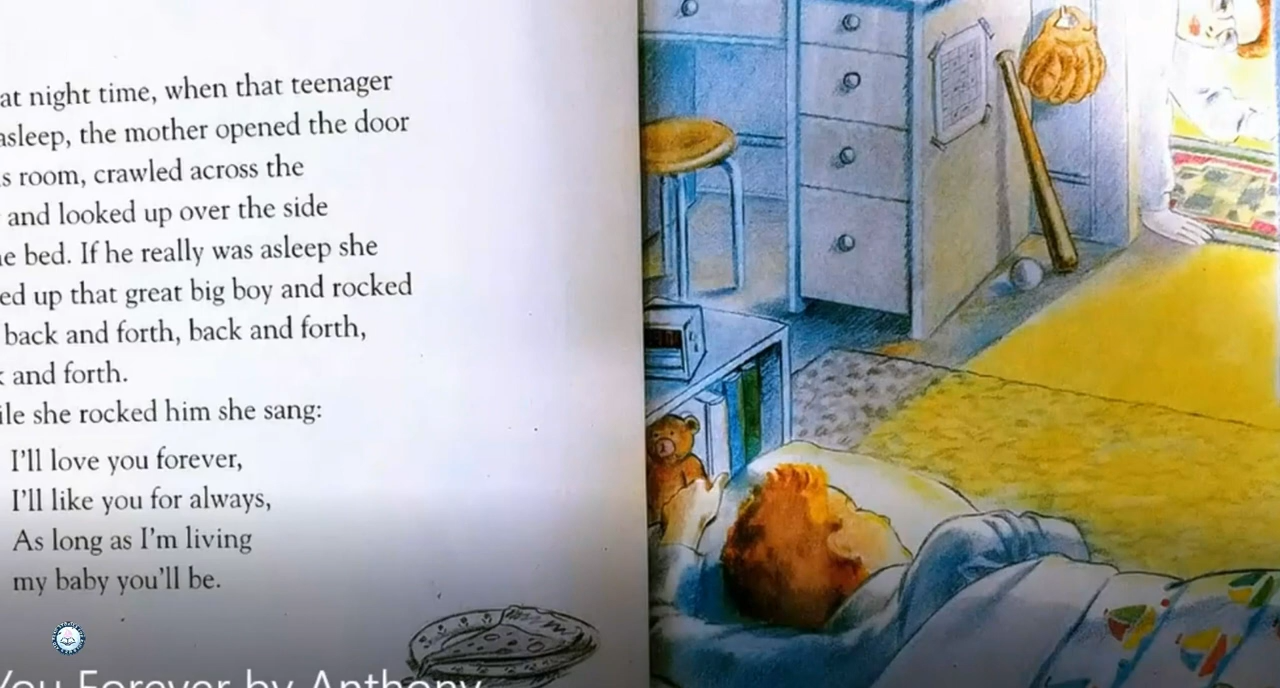 at night time, when that teenager
asleep, the mother opened the door
s room, crawled across the
and looked up over the side
e bed. If he really was asleep she
ed up that great big boy and rocked
back and forth, back and forth,
and forth.
ile she rocked him she sang:
I'll love you forever,
I'll like you for always,
As long as I'm living
my baby you'll be.
You Forever by Anthony